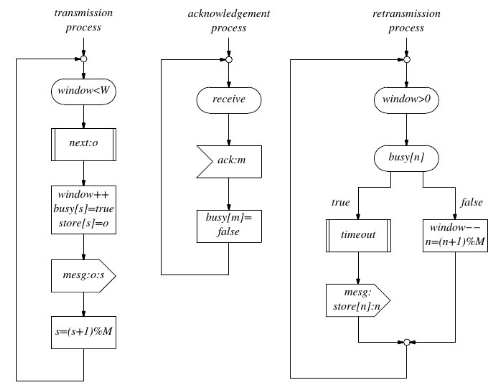 transmission
process
window<W
next:o
window++
busy[s]=true
store[s]=o
mesg:o:s
s=(s+1)%M
acknowledgement
process
receive
ack:m
busy[m]=
false
retransmission
process
window>0
busy[n]
true
false
timeout
window−−
n=(n+1)%M
mesg:
store[n]:n